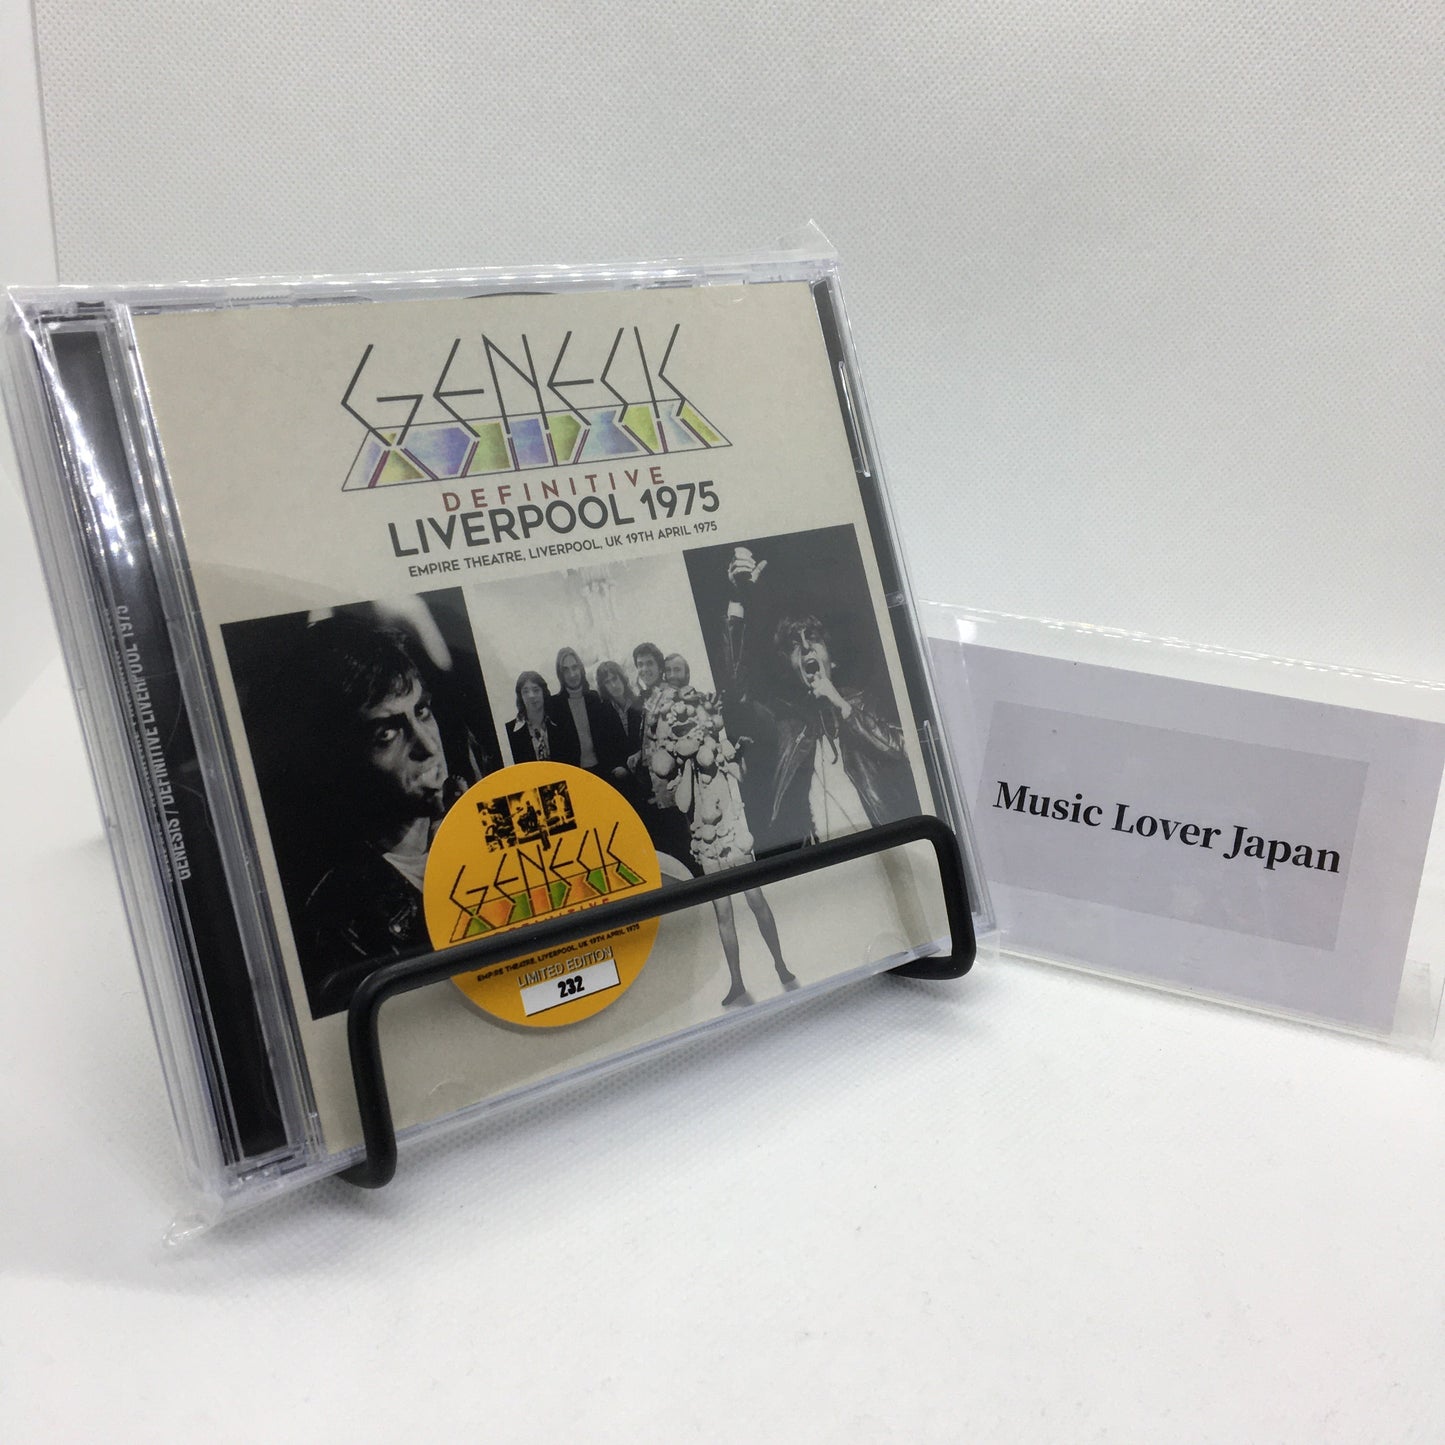 GENESIS
DEFINITIVE
LIVERPOOL 1975
EMPIRE THEATRE, LIVERPOOL, UK 19TH APRIL 1975
GENESIS / DEFINITIVE LIVERPOOL 1975
GENESIS
EMPIRE THEATRE, LIVERPOOL, UK 19TH APRIL 1975
LIMITED EDITION
232
Music Lover Japan